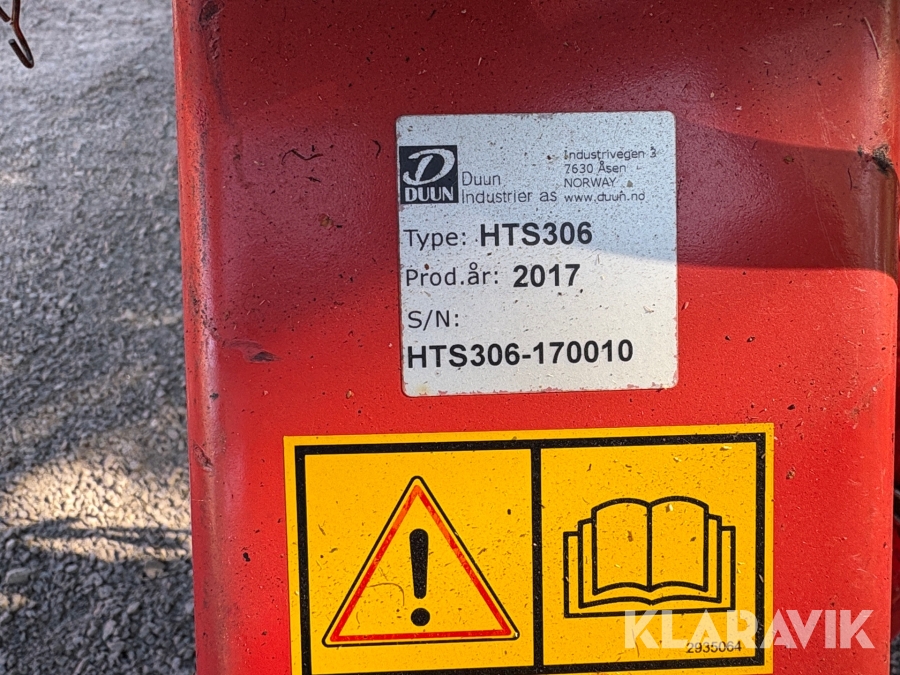 DUUN
Duun
Industrier as
Industrivegen 3
7630 Åsen
NORWAY
www.duun.no
Type: HTS306
Prod.år: 2017
S/N:
HTS306-170010
2935064
KLARAVIK